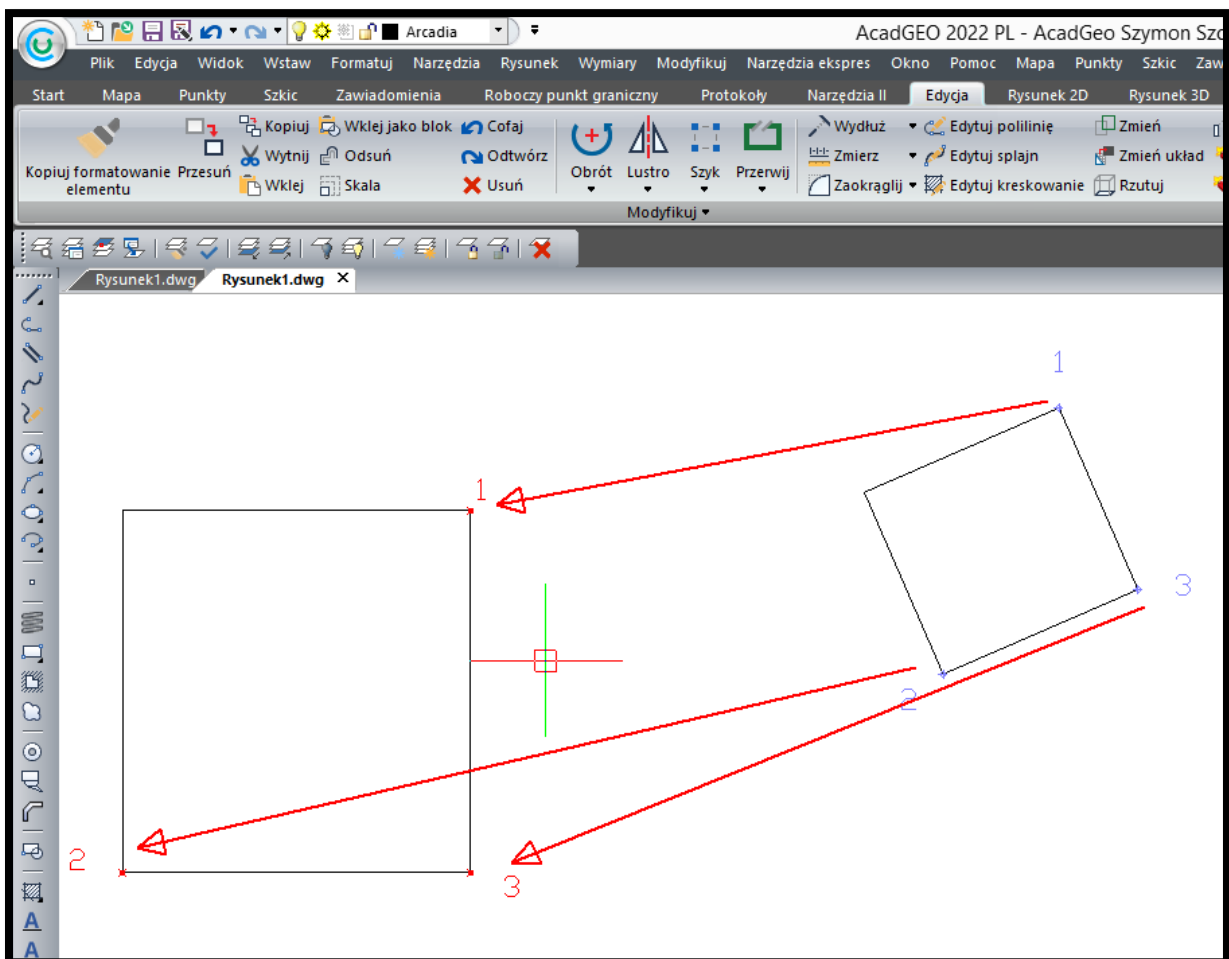 Arcadia
AcadGEO 2022 PL - AcadGeo Szymon Szc
Plik Edycja Widok Wstaw Formatuj Narzędzia Rysunek Wymiary Modyfikuj Narzędzia ekspres Okno Pomoc Mapa Punkty Szkic Zaw
Start Mapa Punkty Szkic Zawiadomienia Roboczy punkt graniczny Protokoły Narzędzia II Edycja Rysunek 2D Rysunek 3D
Kopiuj Wklej jako blok Cofaj Wydłuż Edytuj polilinię Zmień
Wytnij Odsuń Odtwórz Zmierz Edytuj splajn Zmień układ
Kopiuj formatowanie Przesuń Obrót Lustro Szyk Przerwij
elementu Wklej Skala Usuń Zaokrąglij Edytuj kreskowanie Rzutuj
Modyfikuj
Rysunek1.dwg Rysunek1.dwg X
1
1
3
2
2
3
A
A